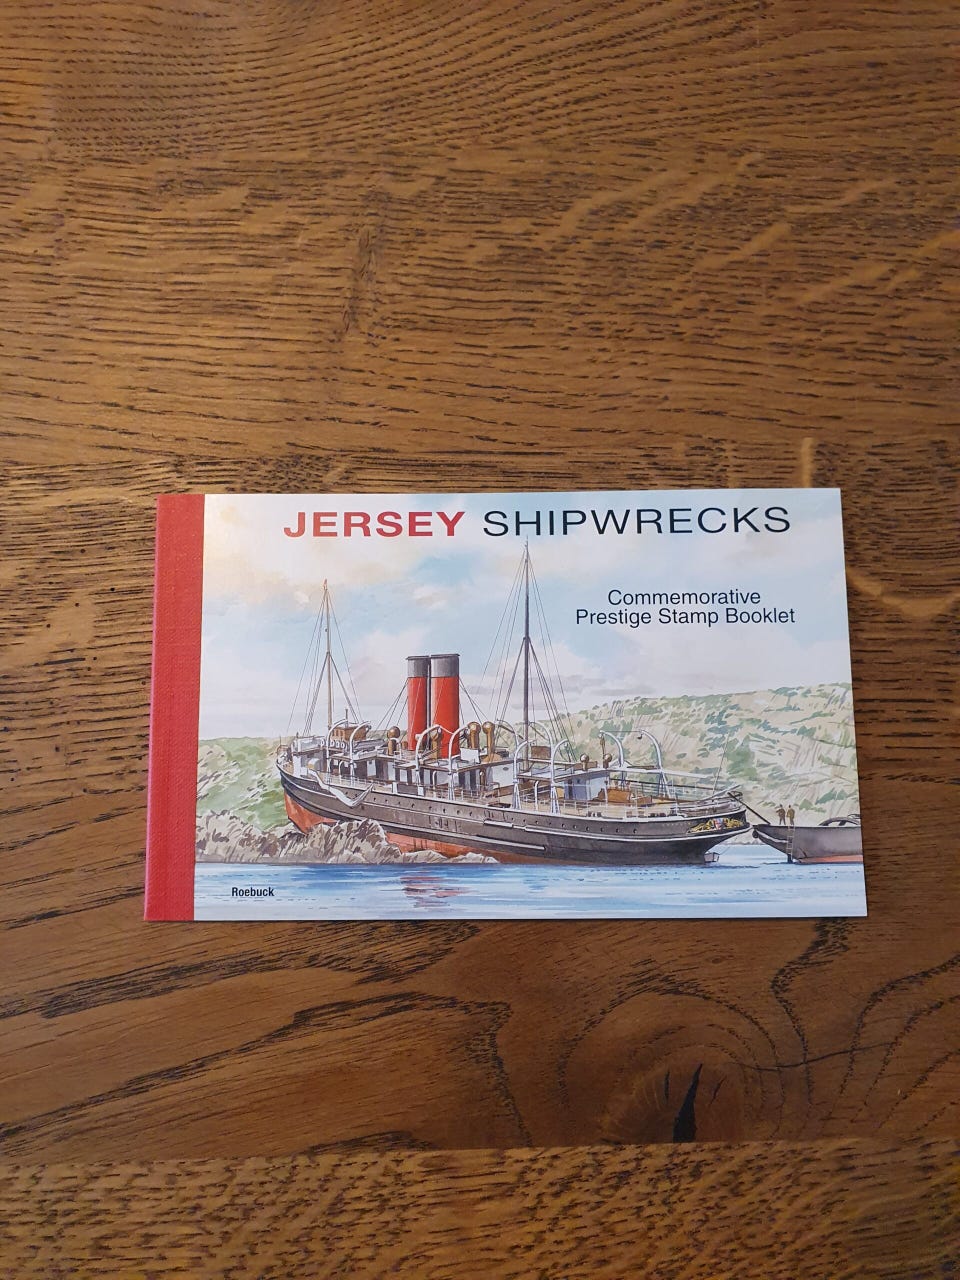 JERSEY SHIPWRECKS
Commemorative
Prestige Stamp Booklet
Roebuck